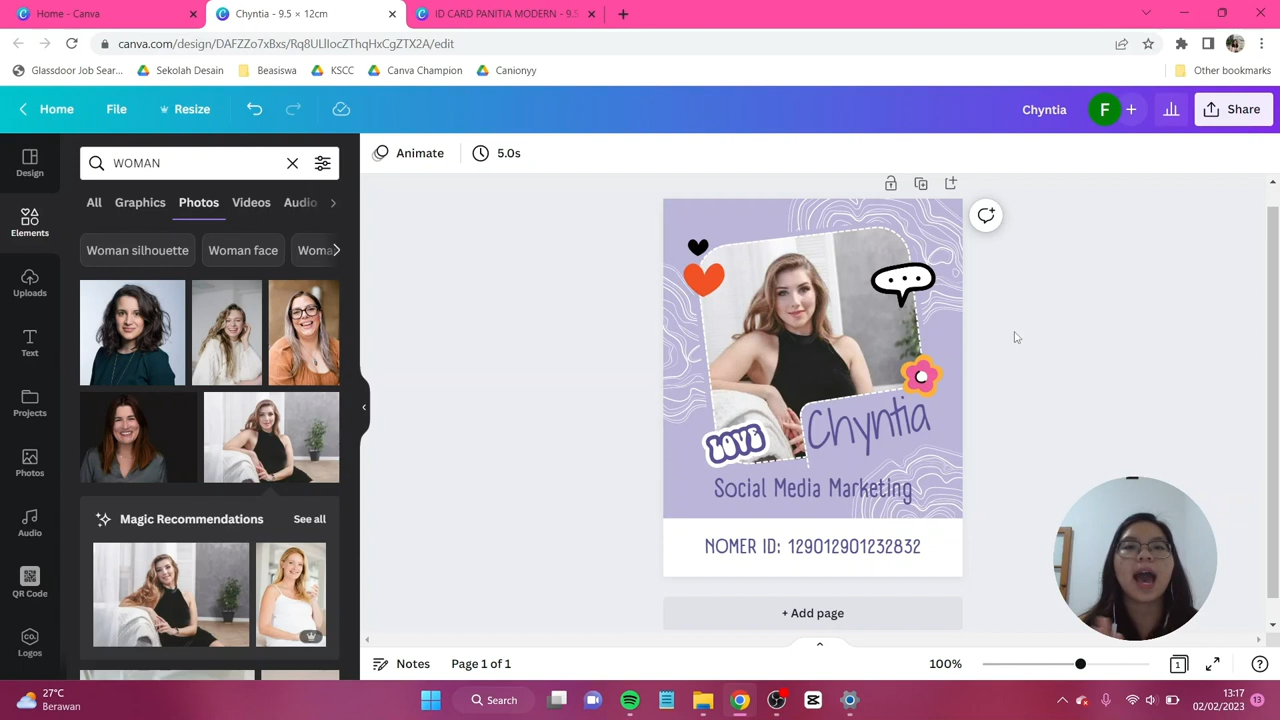 Home - Canva
Chyntia - 9.5 × 12cm
ID CARD PANITIA MODERN - 9.5
canva.com/design/DAFZZo7xBxs/Rq8ULIIocZThqHxCgZTX2A/edit
Glassdoor Job Sear...
Sekolah Desain
Beasiswa
KSCC
Canva Champion
Canionyy
Other bookmarks
Home
File
Resize
Chyntia
F
Share
Design
Elements
Uploads
Text
Projects
Photos
Audio
QR Code
Logos
WOMAN
All
Graphics
Photos
Videos
Audio
Woman silhouette
Woman face
Woma
Magic Recommendations
See all
Animate
5.0s
LOVE
Chyntia
Social Media Marketing
NOMER ID: 129012901232832
+ Add page
Notes
Page 1 of 1
100%
1
27°C
Berawan
Search
13:17
02/02/2023
13